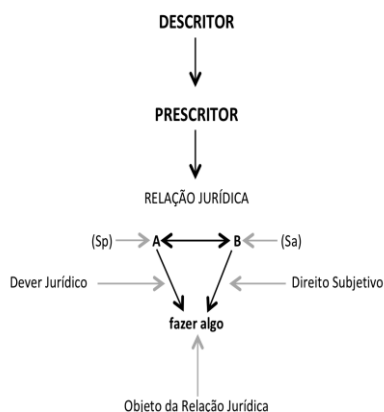 DESCRITOR
PRESCRITOR
RELAÇÃO JURÍDICA
(Sp) A B (Sa)
Dever Jurídico Direito Subjetivo
fazer algo
Objeto da Relação Jurídica